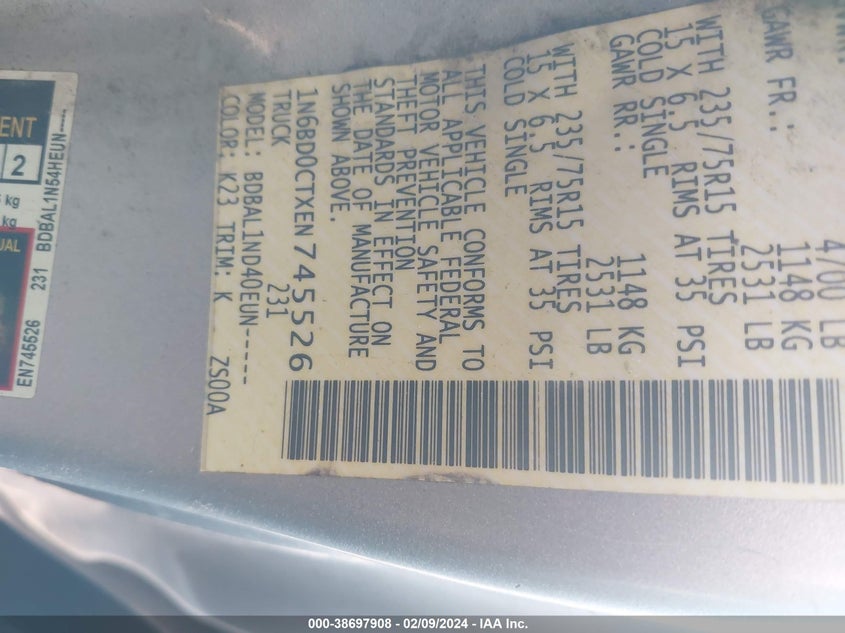 4/00 LB
GAWR FR.: 1148 KG
2531 LB
WITH 235/75R15 TIRES
15 X 6.5 RIMS AT 35 PSI
COLD SINGLE
GAWR RR.: 1148 KG
2531 LB
WITH 235/75R15 TIRES
15 X 6.5 RIMS AT 35 PSI
COLD SINGLE
THIS VEHICLE CONFORMS TO
ALL APPLICABLE FEDERAL
MOTOR VEHICLE SAFETY AND
THEFT PREVENTION
STANDARDS IN EFFECT ON
THE DATE OF MANUFACTURE
SHOWN ABOVE.
1N6BD0CTXEN745526
TRUCK 231
MODEL: BDBAL1ND40EUN-----
COLOR: K23 TRIM: K ZS00A
ENT
2
kg
kg
UAL
EN745526 231 BDBAL1N54HEUN----
000-38697908 - 02/09/2024 - IAA Inc.